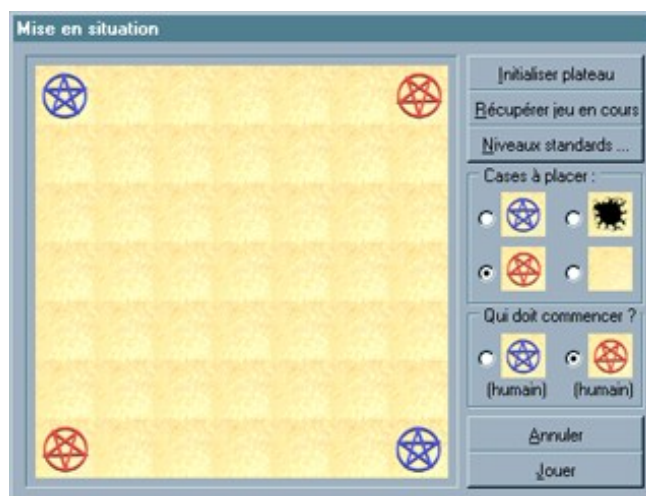 Mise en situation
Initialiser plateau
Récupérer jeu en cours
Niveaux standards ...
Cases à placer :
Qui doit commencer ?
(humain) (humain)
Annuler
Jouer